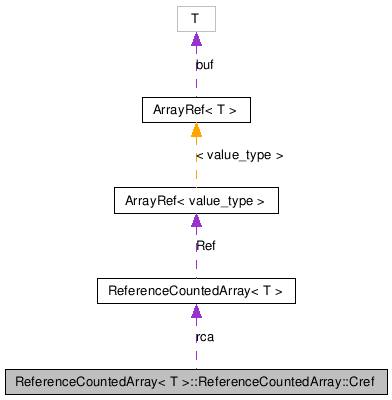 T
buf
ArrayRef< T >
< value_type >
ArrayRef< value_type >
Ref
ReferenceCountedArray< T >
rca
ReferenceCountedArray< T >::ReferenceCountedArray::Cref